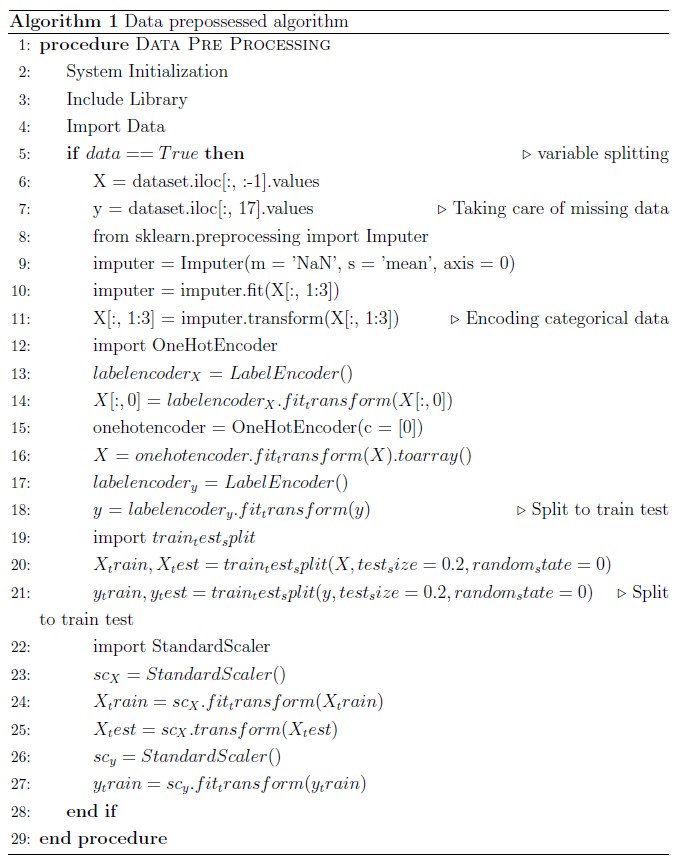 Algorithm 1 Data prepossessed algorithm
1: procedure Data Pre Processing
2: System Initialization
3: Include Library
4: Import Data
5: if data == True then ▷ variable splitting
6: X = dataset.iloc[:, :-1].values
7: y = dataset.iloc[:, 17].values ▷ Taking care of missing data
8: from sklearn.preprocessing import Imputer
9: imputer = Imputer(m = 'NaN', s = 'mean', axis = 0)
10: imputer = imputer.fit(X[:, 1:3])
11: X[:, 1:3] = imputer.transform(X[:, 1:3]) ▷ Encoding categorical data
12: import OneHotEncoder
13: labelencoder_X = LabelEncoder()
14: X[:, 0] = labelencoder_X.fit_transform(X[:, 0])
15: onehotencoder = OneHotEncoder(c = [0])
16: X = onehotencoder.fit_transform(X).toarray()
17: labelencoder_y = LabelEncoder()
18: y = labelencoder_y.fit_transform(y) ▷ Split to train test
19: import train_test_split
20: X_train, X_test = train_test_split(X, test_size = 0.2, random_state = 0)
21: y_train, y_test = train_test_split(y, test_size = 0.2, random_state = 0) ▷ Split
to train test
22: import StandardScaler
23: sc_X = StandardScaler()
24: X_train = sc_X.fit_transform(X_train)
25: X_test = sc_X.transform(X_test)
26: sc_y = StandardScaler()
27: y_train = sc_y.fit_transform(y_train)
28: end if
29: end procedure